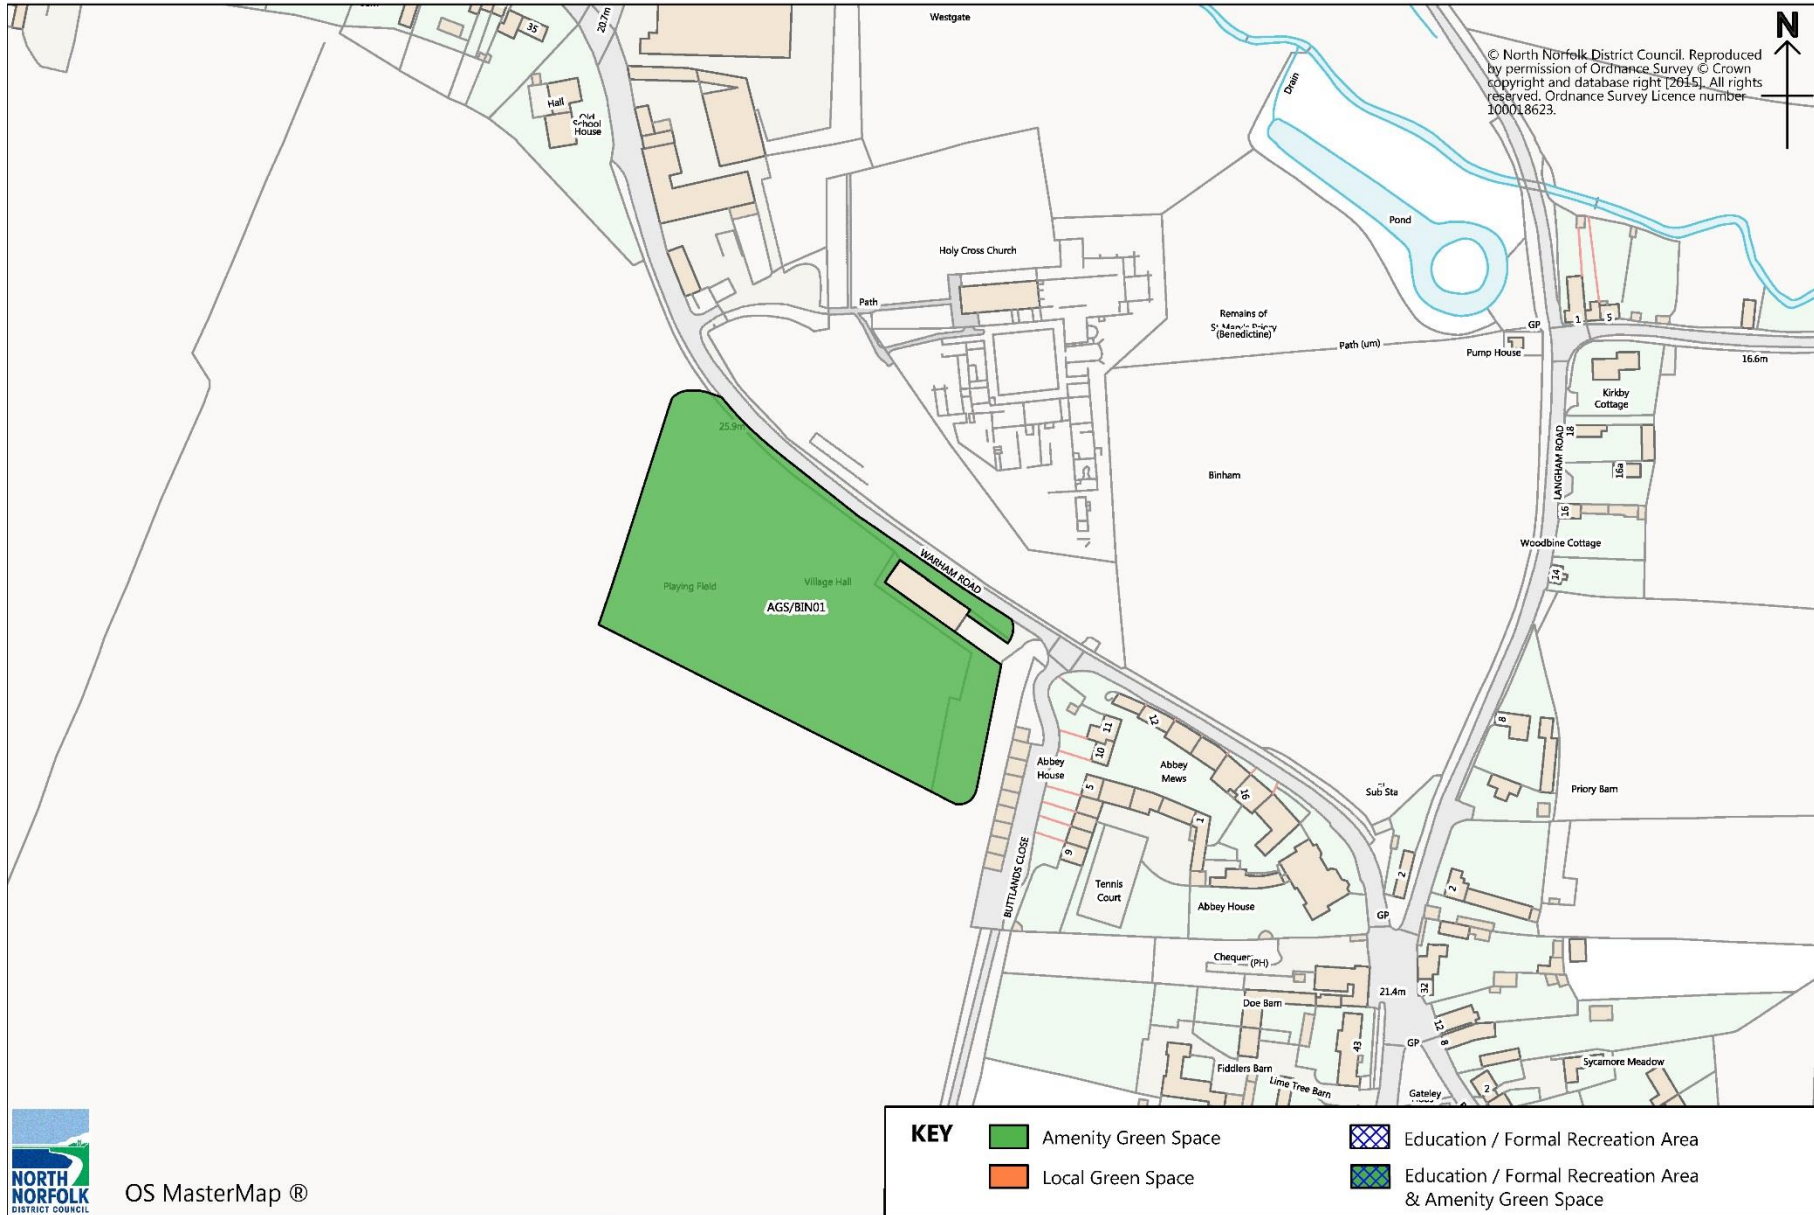 Westgate
N
© North Norfolk District Council. Reproduced
by permission of Ordnance Survey © Crown
copyright and database right [2015]. All rights
reserved. Ordnance Survey Licence number
100018623.
35
20.7m
Drain
Hall
Old
School
House
Pond
Holy Cross Church
Path
Remains of
St Mary's Priory
(Benedictine)
Path (um)
GP
Pump House
1
5
16.6m
Kirkby
Cottage
25.9m
LANGHAM ROAD
18
16a
Binham
16
Woodbine Cottage
14
WARHAM ROAD
Playing Field
Village Hall
AGS/BIN01
12
11
10
8
Abbey
House
Abbey
Mews
5
16
1
Sub Sta
Priory Barn
9
BUTTLANDS CLOSE
Tennis
Court
2
2
Abbey House
GP
(PH)
21.4m
32
Doe Barn
12
8
43
GP
Fiddlers Barn
Lime Tree Barn
Sycamore Meadow
2
Gateley
KEY
Amenity Green Space
Local Green Space
Education / Formal Recreation Area
Education / Formal Recreation Area
& Amenity Green Space
NORTH
NORFOLK
DISTRICT COUNCIL
OS MasterMap ®